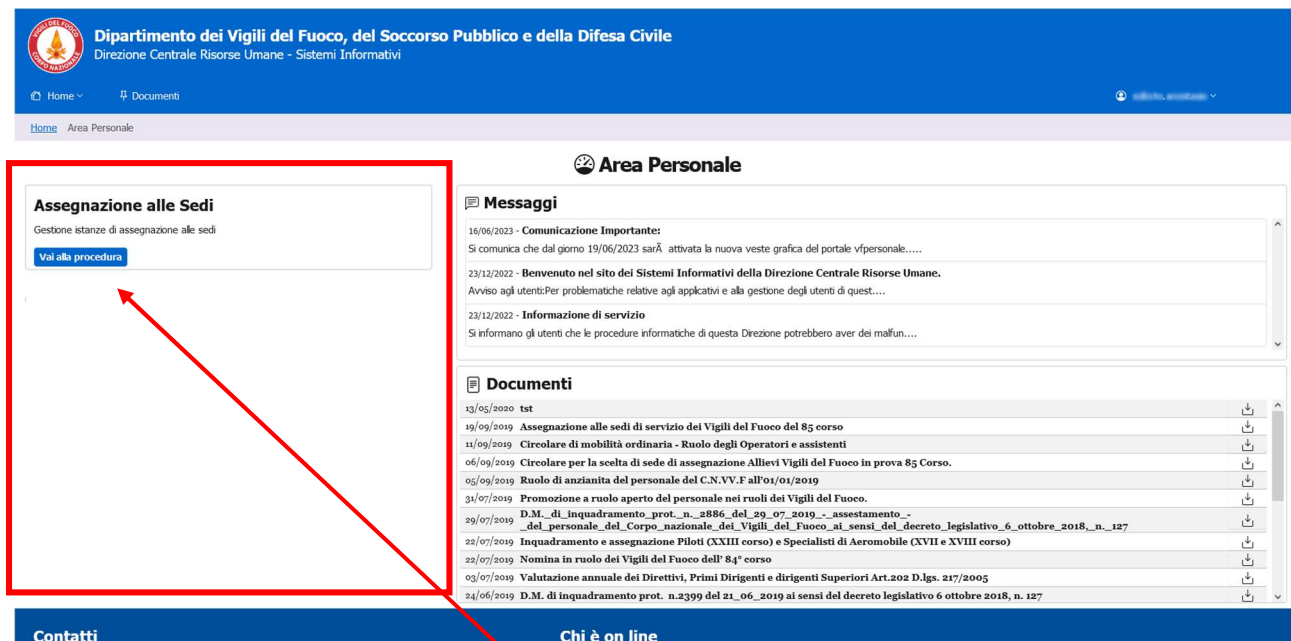 VIGILI DEL FUOCO
CORPO NAZIONALE
Dipartimento dei Vigili del Fuoco, del Soccorso Pubblico e della Difesa Civile
Direzione Centrale Risorse Umane - Sistemi Informativi
Home
Documenti
Home Area Personale
Area Personale
Assegnazione alle Sedi
Gestione istanze di assegnazione alle sedi
Vai alla procedura
Messaggi
16/06/2023 - Comunicazione Importante:
Si comunica che dal giorno 19/06/2023 sarÃ attivata la nuova veste grafica del portale vfpersonale.....
23/12/2022 - Benvenuto nel sito dei Sistemi Informativi della Direzione Centrale Risorse Umane.
Avviso agli utenti:Per problematiche relative agli applicativi e alla gestione degli utenti di quest....
23/12/2022 - Informazione di servizio
Si informano gli utenti che le procedure informatiche di questa Direzione potrebbero aver dei malfun....
Documenti
13/05/2020 tst
19/09/2019 Assegnazione alle sedi di servizio dei Vigili del Fuoco del 85 corso
11/09/2019 Circolare di mobilità ordinaria - Ruolo degli Operatori e assistenti
06/09/2019 Circolare per la scelta di sede di assegnazione Allievi Vigili del Fuoco in prova 85 Corso.
05/09/2019 Ruolo di anzianita del personale del C.N.VV.F all'01/01/2019
31/07/2019 Promozione a ruolo aperto del personale nei ruoli dei Vigili del Fuoco.
29/07/2019 D.M._di_inquadramento_prot._n._2886_del_29_07_2019_-_assestamento_-
_del_personale_del_Corpo_nazionale_dei_Vigili_del_Fuoco_ai_sensi_del_decreto_legislativo_6_ottobre_2018,_n._127
22/07/2019 Inquadramento e assegnazione Piloti (XXIII corso) e Specialisti di Aeromobile (XVII e XVIII corso)
22/07/2019 Nomina in ruolo dei Vigili del Fuoco dell' 84° corso
03/07/2019 Valutazione annuale dei Direttivi, Primi Dirigenti e dirigenti Superiori Art.202 D.lgs. 217/2005
24/06/2019 D.M. di inquadramento prot. n.2399 del 21_06_2019 ai sensi del decreto legislativo 6 ottobre 2018, n. 127
Contatti
Chi è on line